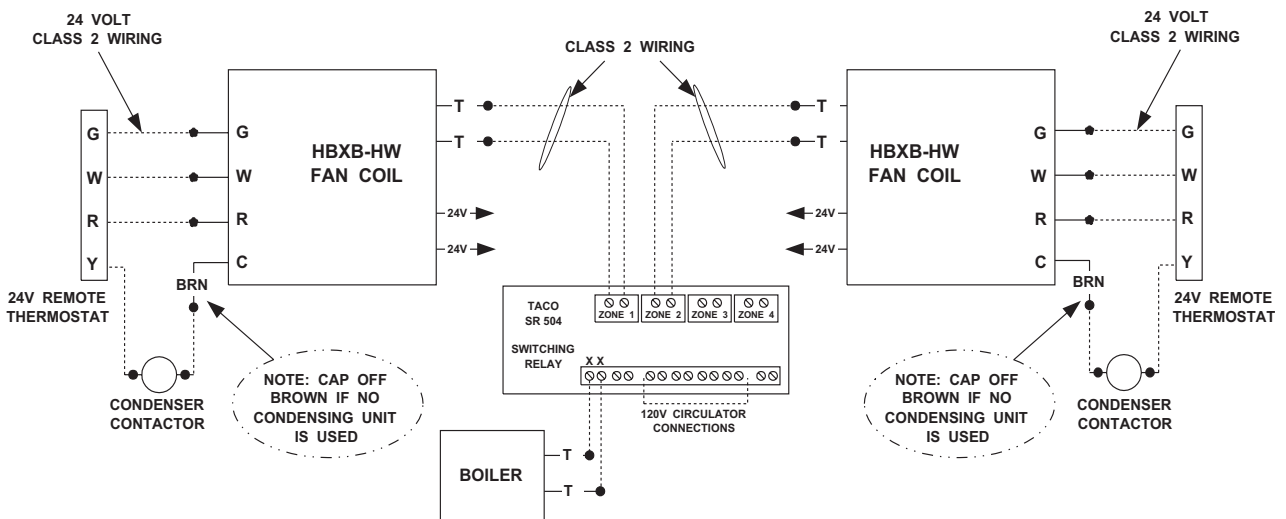 24 VOLT
CLASS 2 WIRING
G
W
R
Y
24V REMOTE
THERMOSTAT
CONDENSER
CONTACTOR
BRN
NOTE: CAP OFF
BROWN IF NO
CONDENSING UNIT
IS USED
G
W
R
C
HBXB-HW
FAN COIL
T
T
24V
24V
CLASS 2 WIRING
TACO
SR 504
SWITCHING
RELAY
ZONE 1
ZONE 2
ZONE 3
ZONE 4
X X
120V CIRCULATOR
CONNECTIONS
BOILER
T
T
T
T
24V
24V
HBXB-HW
FAN COIL
G
W
R
C
BRN
NOTE: CAP OFF
BROWN IF NO
CONDENSING UNIT
IS USED
24 VOLT
CLASS 2 WIRING
G
W
R
Y
24V REMOTE
THERMOSTAT
CONDENSER
CONTACTOR